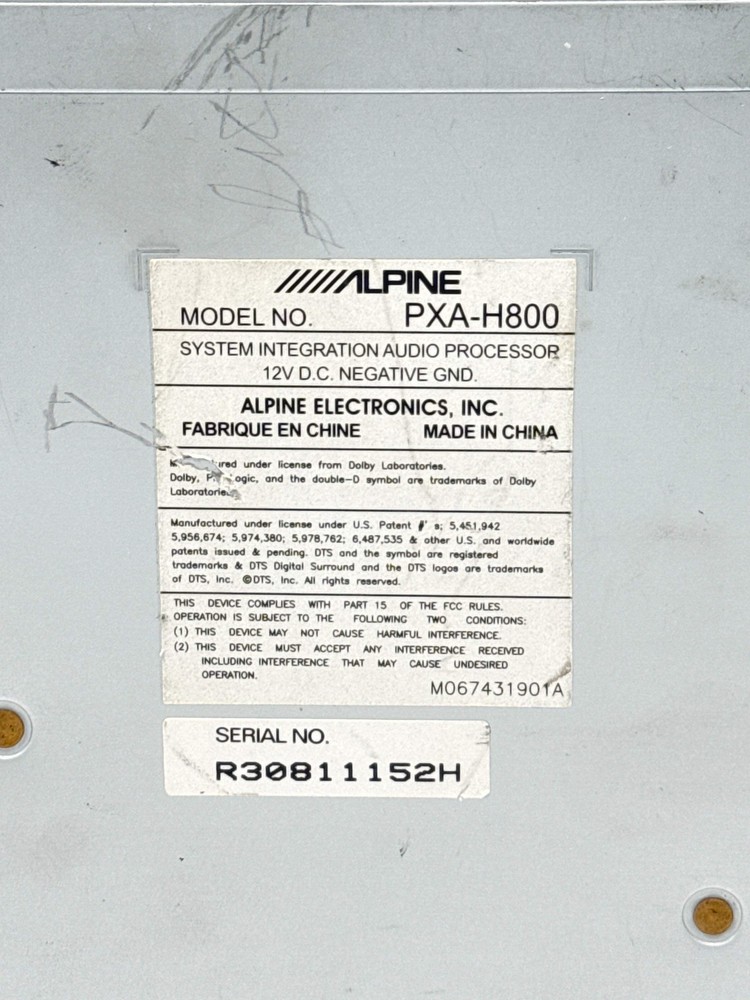 ALPINE
MODEL NO. PXA-H800
SYSTEM INTEGRATION AUDIO PROCESSOR
12V D.C. NEGATIVE GND.
ALPINE ELECTRONICS, INC.
FABRIQUE EN CHINE MADE IN CHINA
under license from Dolby Laboratories.
Dolby, and the double-D symbol are trademarks of Dolby
Manufactured under license under U.S. Patent #' s; 5,451,942
5,956,674; 5,974,380; 5,978,762; 6,487,535 & other U.S. and worldwide
patents issued & pending. DTS and the symbol are registered
trademarks & DTS Digital Surround and the DTS logos are trademarks
of DTS, Inc. ©DTS, Inc. All rights reserved.
THIS DEVICE COMPLIES WITH PART 15 OF THE FCC RULES.
OPERATION IS SUBJECT TO THE FOLLOWING TWO CONDITIONS:
(1) THIS DEVICE MAY NOT CAUSE HARMFUL INTERFERENCE.
(2) THIS DEVICE MUST ACCEPT ANY INTERFERENCE RECEIVED
INCLUDING INTERFERENCE THAT MAY CAUSE UNDESIRED
OPERATION.
M067431901A
SERIAL NO.
R30811152H